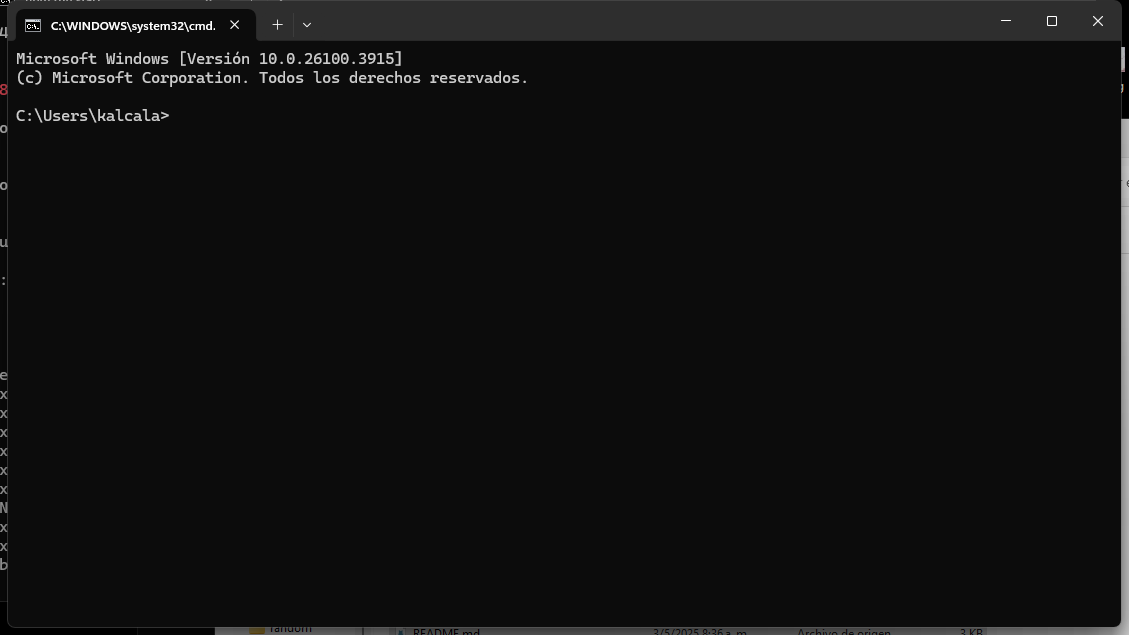 C:\WINDOWS\system32\cmd.
Microsoft Windows [Versión 10.0.26100.3915]
(c) Microsoft Corporation. Todos los derechos reservados.
C:\Users\kalcala>
random
README.md 3/5/2025 8:36 a. m. Archivo de origen 3 KB